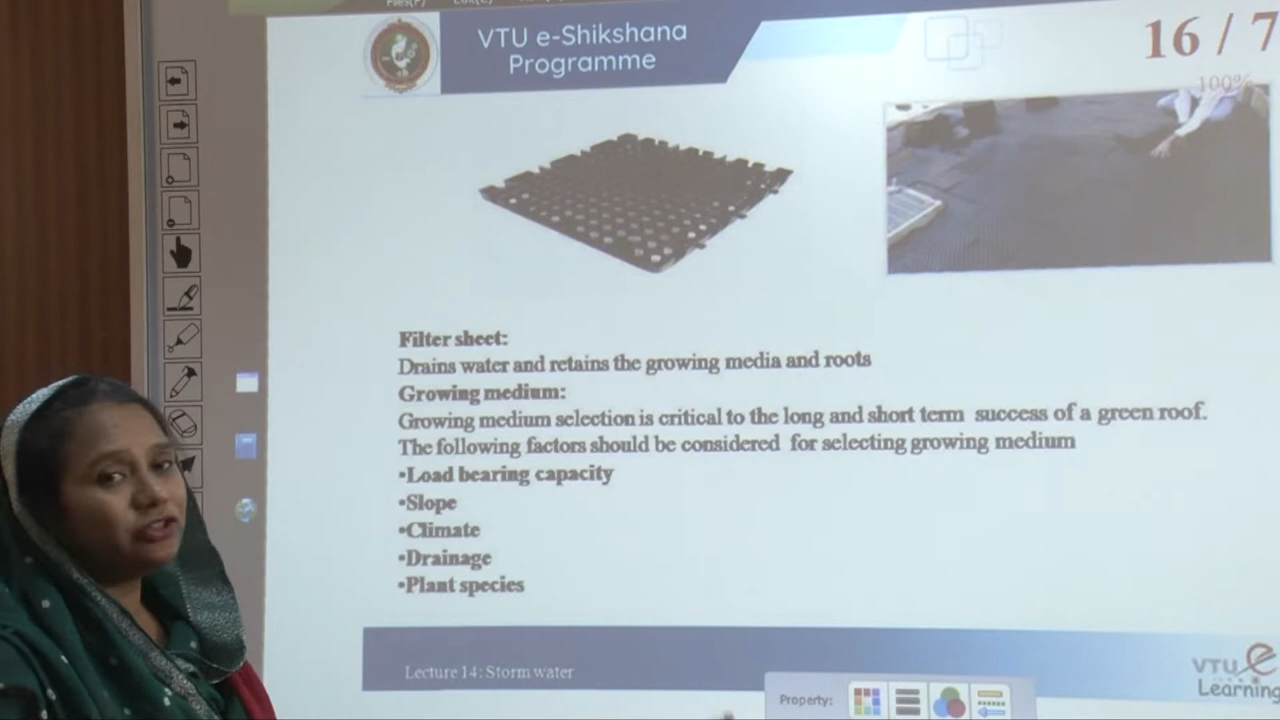 VTU e-Shikshana
Programme
16 / 7
100%
Filter sheet:
Drains water and retains the growing media and roots
Growing medium:
Growing medium selection is critical to the long and short term success of a green roof.
The following factors should be considered for selecting growing medium
•Load bearing capacity
•Slope
•Climate
•Drainage
•Plant species
Lecture 14: Storm water
VTU e
Learning
Property: